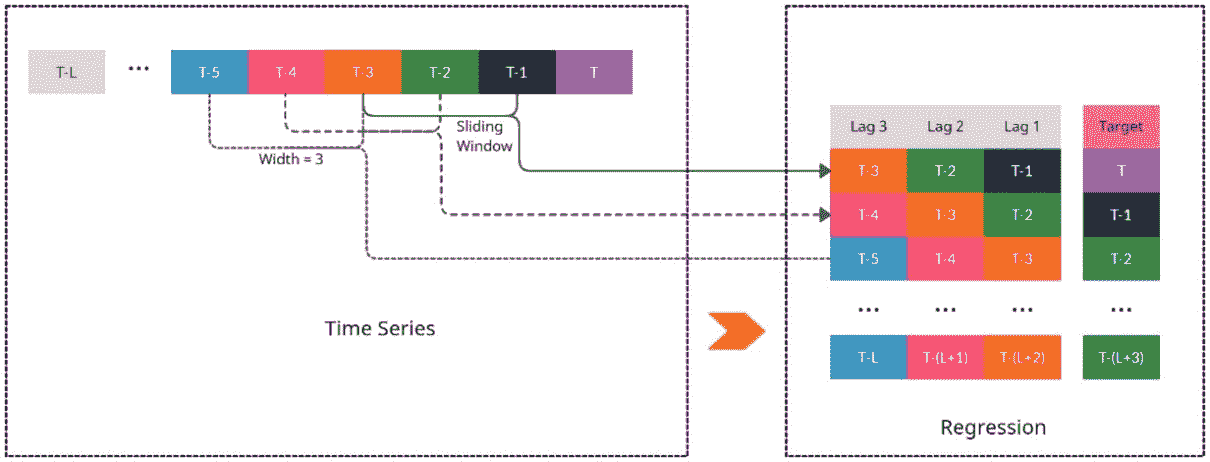 T-L ... T-5 T-4 T-3 T-2 T-1 T
Sliding
Window
Width = 3
Time Series
Lag 3 Lag 2 Lag 1 Target
T-3 T-2 T-1 T
T-4 T-3 T-2 T-1
T-5 T-4 T-3 T-2
... ... ... ...
T-L T-(L+1) T-(L+2) T-(L+3)
Regression